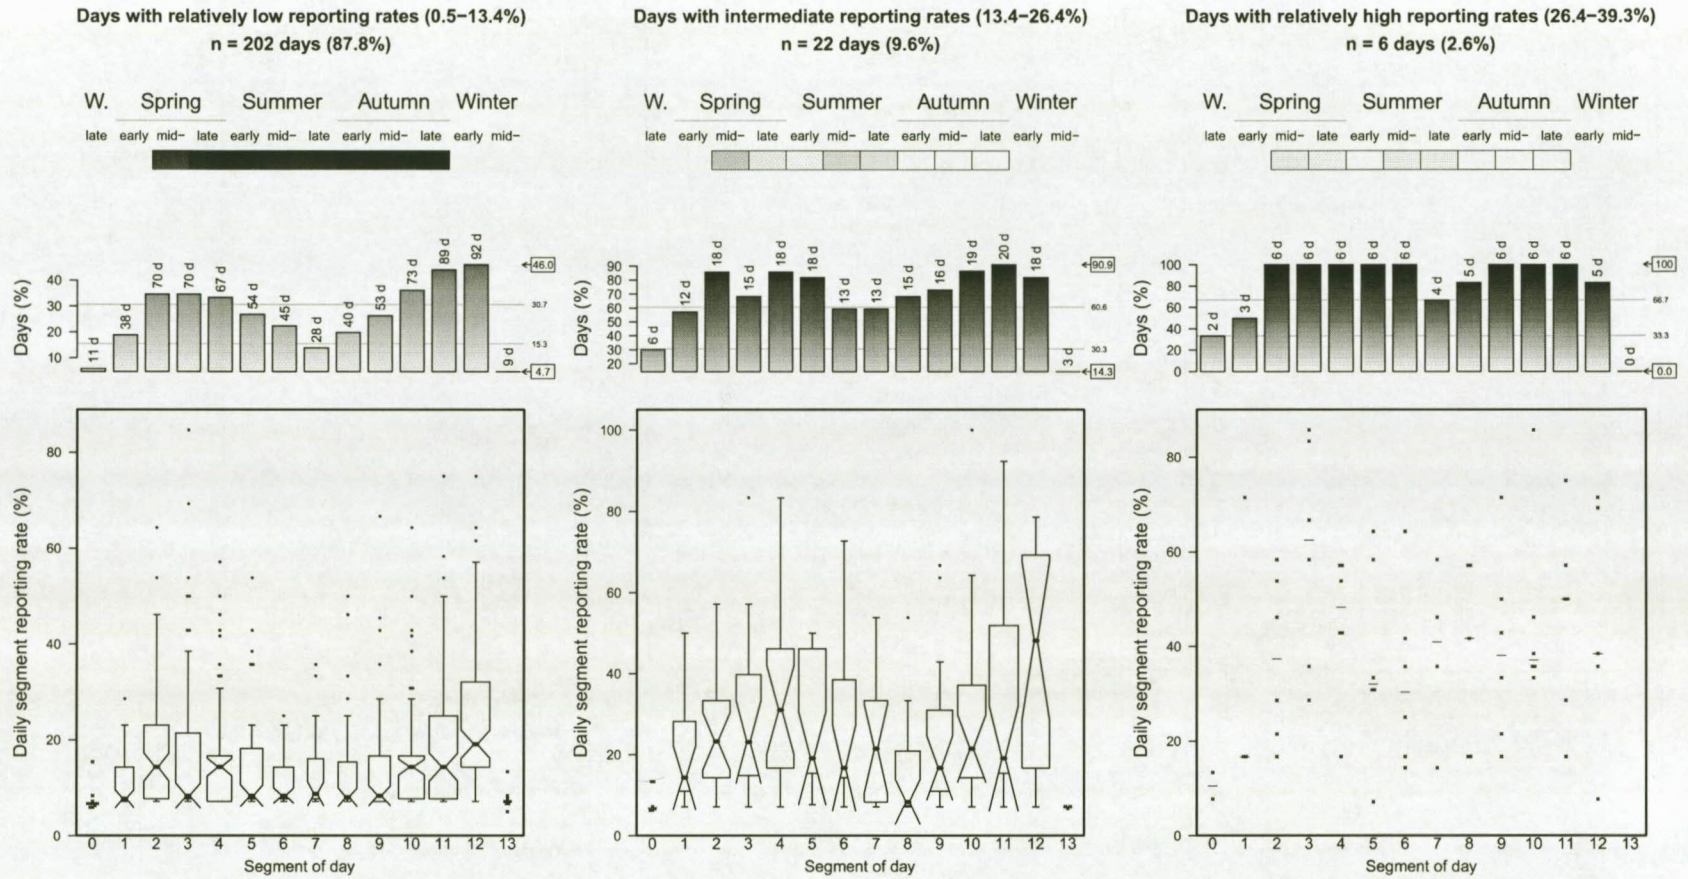 Days with relatively low reporting rates (0.5–13.4%)
n = 202 days (87.8%)
W. Spring Summer Autumn Winter
late early mid– late early mid– late early mid– late early mid–
Days (%)
40
30
20
10
11 d 38 d 70 d 70 d 67 d 54 d 45 d 28 d 40 d 53 d 73 d 89 d 92 d 9 d
46.0
30.7
15.3
4.7
Daily segment reporting rate (%)
80
60
40
20
0
0 1 2 3 4 5 6 7 8 9 10 11 12 13
Segment of day
Days with intermediate reporting rates (13.4–26.4%)
n = 22 days (9.6%)
W. Spring Summer Autumn Winter
late early mid– late early mid– late early mid– late early mid–
Days (%)
90
80
70
60
50
40
30
20
6 d 12 d 18 d 15 d 18 d 18 d 13 d 13 d 15 d 16 d 19 d 20 d 18 d 3 d
90.9
60.6
30.3
14.3
Daily segment reporting rate (%)
100
80
60
40
20
0
0 1 2 3 4 5 6 7 8 9 10 11 12 13
Segment of day
Days with relatively high reporting rates (26.4–39.3%)
n = 6 days (2.6%)
W. Spring Summer Autumn Winter
late early mid– late early mid– late early mid– late early mid–
Days (%)
100
80
60
40
20
0
2 d 3 d 6 d 6 d 6 d 6 d 6 d 4 d 5 d 6 d 6 d 6 d 5 d 0 d
100
66.7
33.3
0.0
Daily segment reporting rate (%)
80
60
40
20
0
0 1 2 3 4 5 6 7 8 9 10 11 12 13
Segment of day